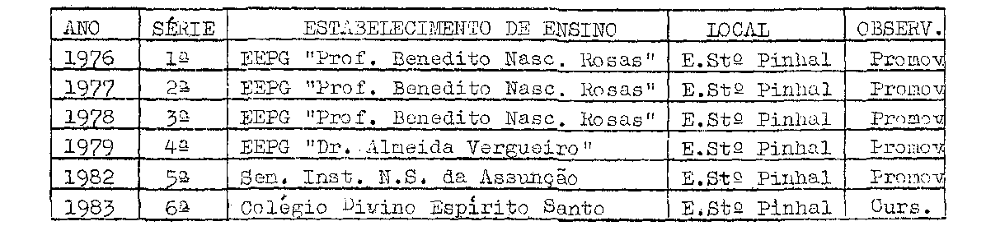 ANO SÉRIE ESTABELECIMENTO DE ENSINO LOCAL OBSERV.
1976 1ª EEPG "Prof. Benedito Nasc. Rosas" E.Stº Pinhal Promov
1977 2ª EEPG "Prof. Benedito Nasc. Rosas" E.Stº Pinhal Promov
1978 3ª EEPG "Prof. Benedito Nasc. Rosas" E.Stº Pinhal Promov
1979 4ª EEPG "Dr. Almeida Vergueiro" E.Stº Pinhal Promov
1982 5ª Sem. Inst. N.S. da Assunção E.Stº Pinhal Promov
1983 6ª Colégio Divino Espírito Santo E.Stº Pinhal Curs.